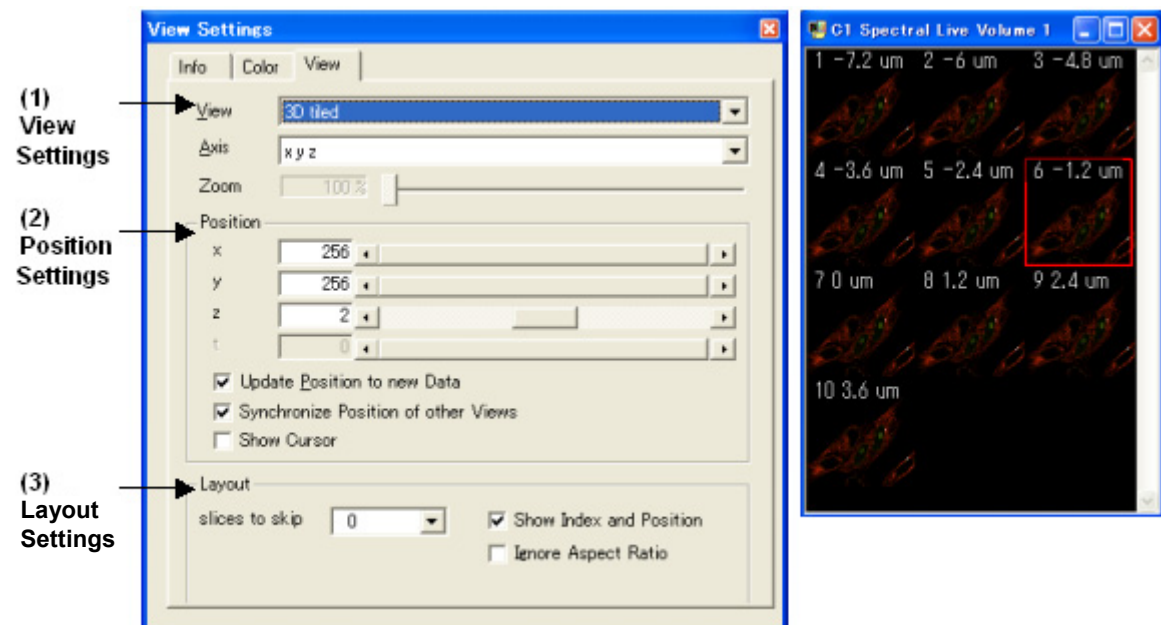 View Settings
Info Color View
(1)
View
Settings
View 3D tiled
Axis x y z
Zoom 100 %
(2)
Position
Settings
Position
x 256
y 256
z 2
t 0
Update Position to new Data
Synchronize Position of other Views
Show Cursor
(3)
Layout
Settings
Layout
slices to skip 0 Show Index and Position
Ignore Aspect Ratio
C1 Spectral Live Volume 1
1 -7.2 um 2 -6 um 3 -4.8 um
4 -3.6 um 5 -2.4 um 6 -1.2 um
7 0 um 8 1.2 um 9 2.4 um
10 3.6 um